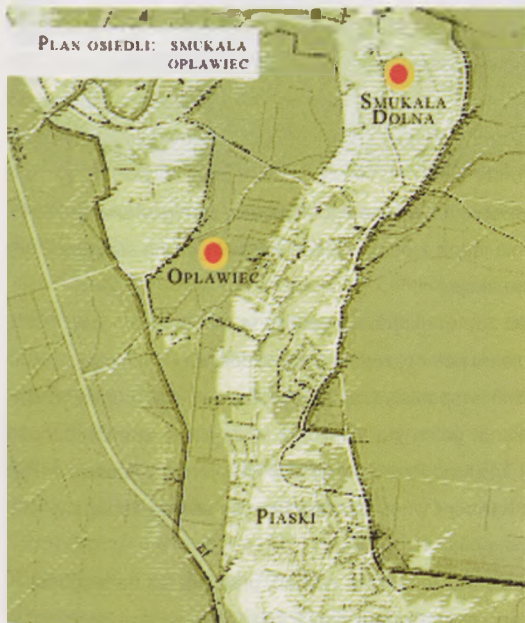 PLAN OSIEDLI: SMUKALA
OPLAWIEC
SMUKALA
DOLNA
OPLAWIEC
PIASKI